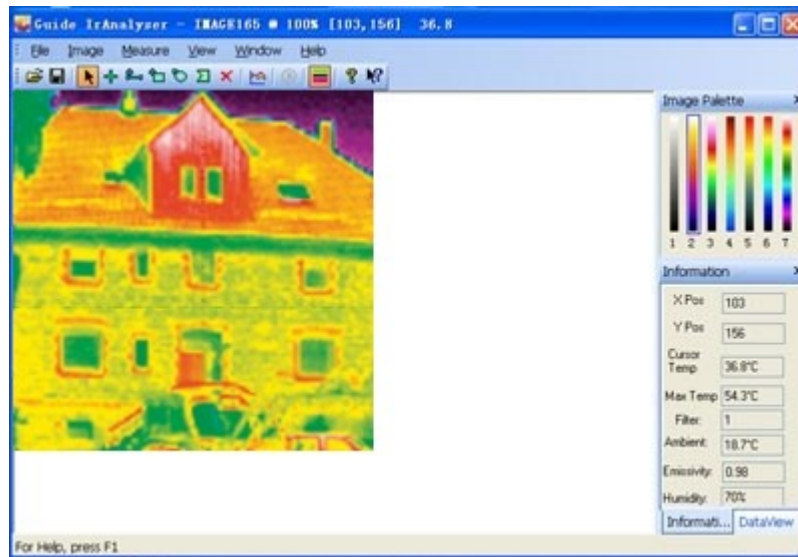 Guide IrAnalyser - IMAGE165 @ 100% [103,156] 36.8
File Image Measure View Window Help
Image Palette
1 2 3 4 5 6 7
Information
X Pos 103
Y Pos 156
Cursor Temp 36.8°C
Max Temp 54.3°C
Filter: 1
Ambient: 18.7°C
Emissivity: 0.98
Humidity: 70%
Informati... DataView
For Help, press F1